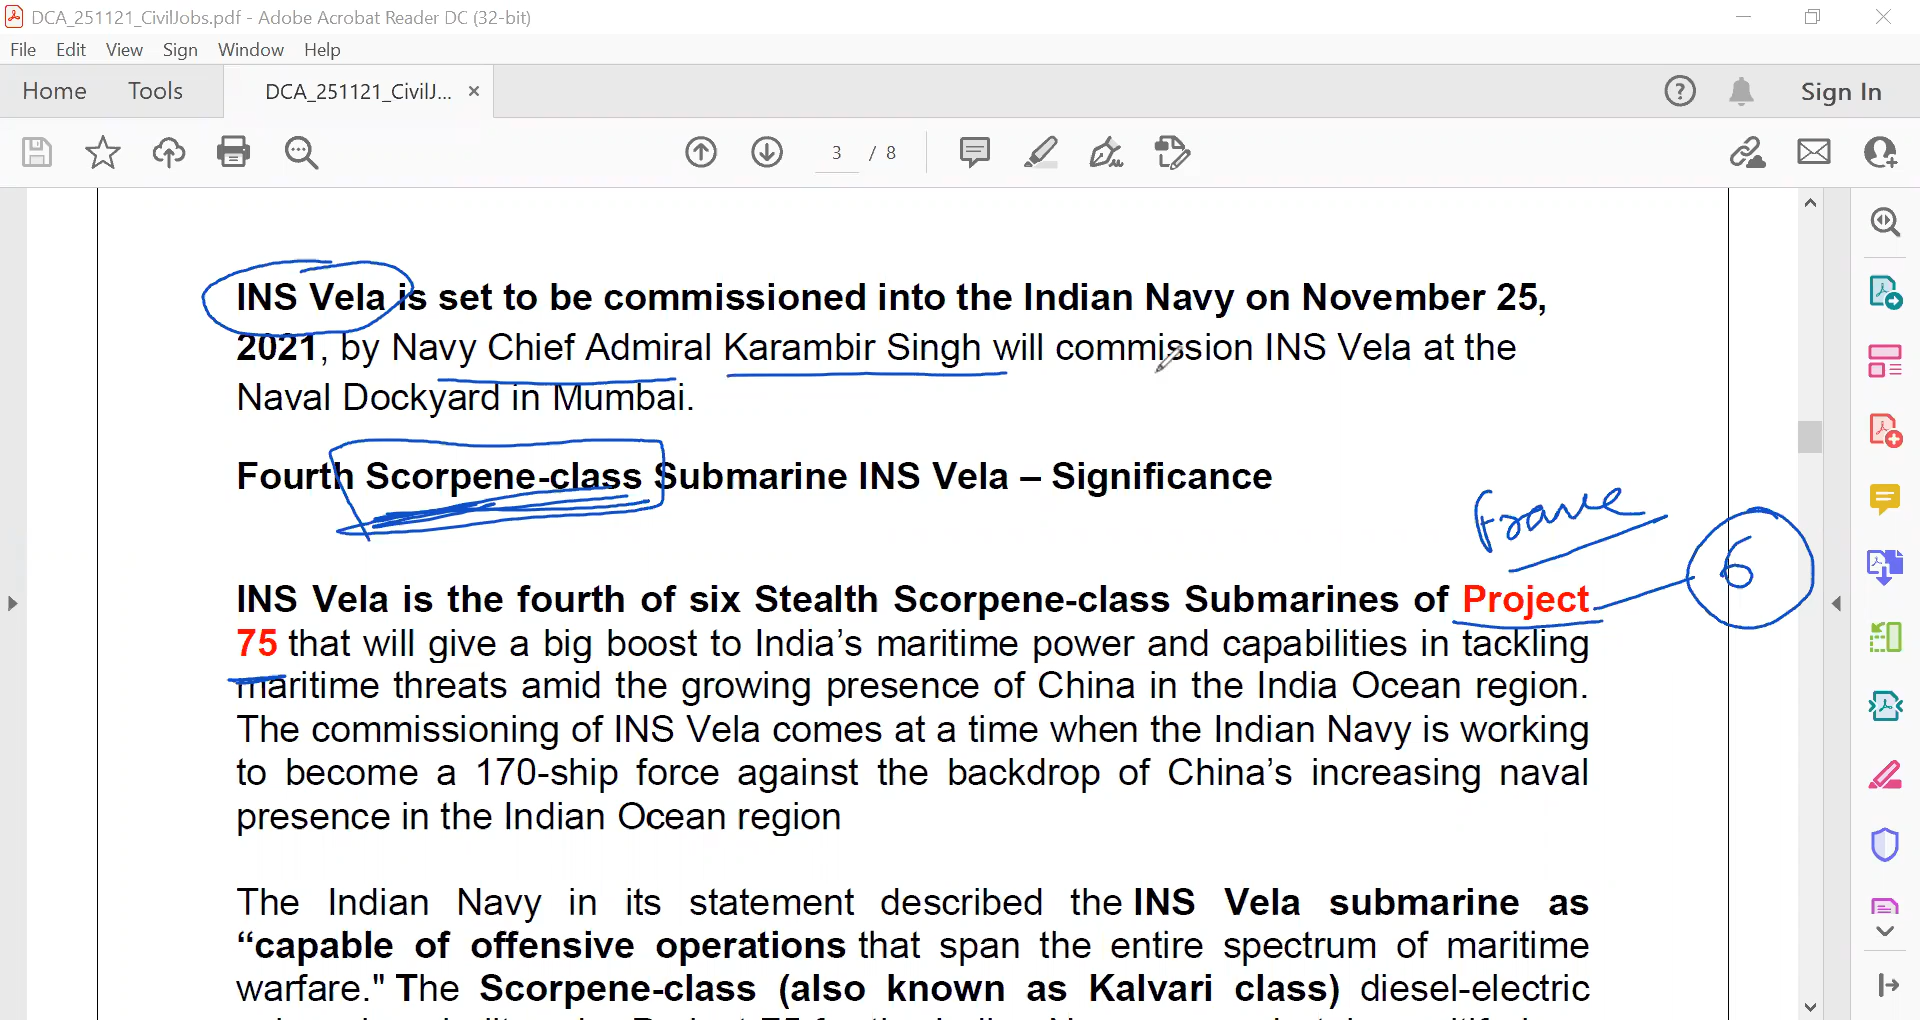 DCA_251121_CivilJobs.pdf - Adobe Acrobat Reader DC (32-bit)
File Edit View Sign Window Help
Home Tools DCA_251121_CivilJ... × ? Sign In
3 / 8
INS Vela is set to be commissioned into the Indian Navy on November 25,
2021, by Navy Chief Admiral Karambir Singh will commission INS Vela at the
Naval Dockyard in Mumbai.
Fourth Scorpene-class Submarine INS Vela – Significance
France
6
INS Vela is the fourth of six Stealth Scorpene-class Submarines of Project
75 that will give a big boost to India's maritime power and capabilities in tackling
maritime threats amid the growing presence of China in the India Ocean region.
The commissioning of INS Vela comes at a time when the Indian Navy is working
to become a 170-ship force against the backdrop of China's increasing naval
presence in the Indian Ocean region
The Indian Navy in its statement described the INS Vela submarine as
“capable of offensive operations that span the entire spectrum of maritime
warfare." The Scorpene-class (also known as Kalvari class) diesel-electric